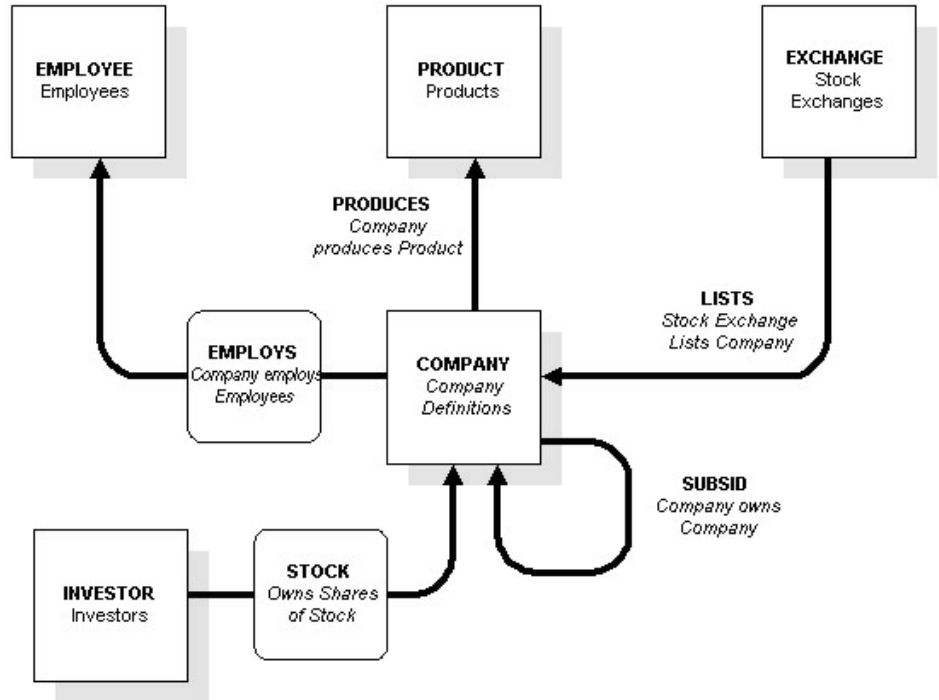 EMPLOYEE
Employees
PRODUCT
Products
EXCHANGE
Stock
Exchanges
PRODUCES
Company
produces Product
LISTS
Stock Exchange
Lists Company
EMPLOYS
Company employs
Employees
COMPANY
Company
Definitions
SUBSID
Company owns
Company
INVESTOR
Investors
STOCK
Owns Shares
of Stock